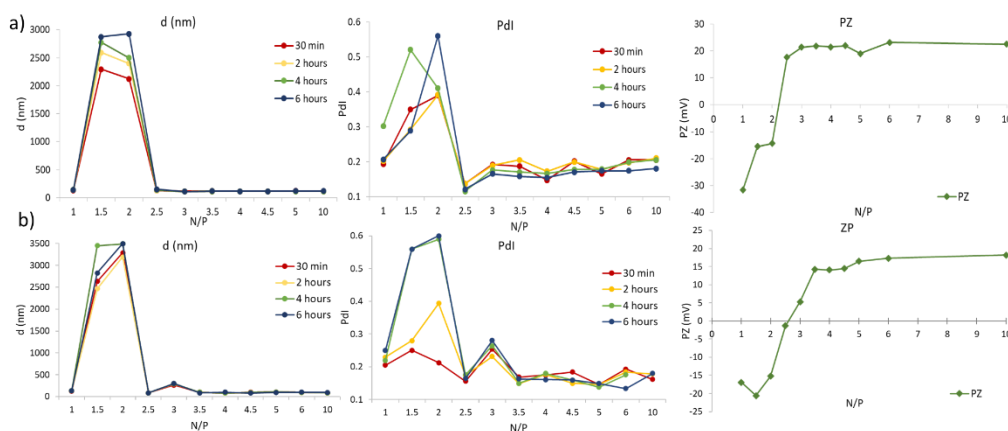 a)
d (nm)
3000
2500
2000
1500
1000
500
0
d (nm)
1 1.5 2 2.5 3 3.5 4 4.5 5 10
N/P
30 min
2 hours
4 hours
6 hours
PdI
0.6
0.5
0.4
0.3
0.2
0.1
PdI
1 1.5 2 2.5 3 3.5 4 4.5 5 6 10
N/P
30 min
2 hours
4 hours
6 hours
PZ
40
30
20
10
0
-10
-20
-30
-40
PZ (mV)
0 1 2 3 4 5 6 7 8 9 10
N/P
PZ
b)
d (nm)
3500
3000
2500
2000
1500
1000
500
0
d (nm)
1 1.5 2 2.5 3 3.5 4 4.5 5 6 10
N/P
30 min
2 hours
4 hours
6 hours
PdI
0.6
0.5
0.4
0.3
0.2
0.1
PdI
1 1.5 2 2.5 3 3.5 4 4.5 5 6 10
N/P
30 min
2 hours
4 hours
6 hours
ZP
25
20
15
10
5
0
-5
-10
-15
-20
-25
PZ (mV)
0 1 2 3 4 5 6 7 8 9 10
N/P
PZ